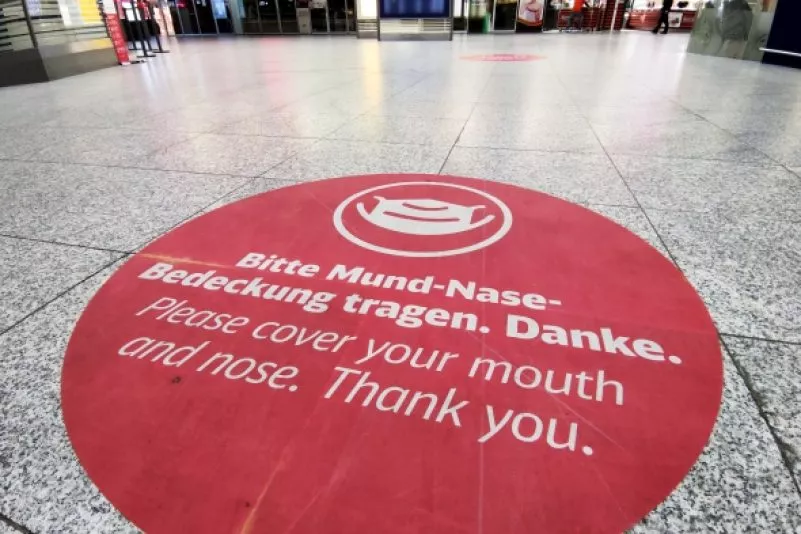 Bitte Mund-Nase-
Bedeckung tragen. Danke.
Please cover your mouth
and nose. Thank you.